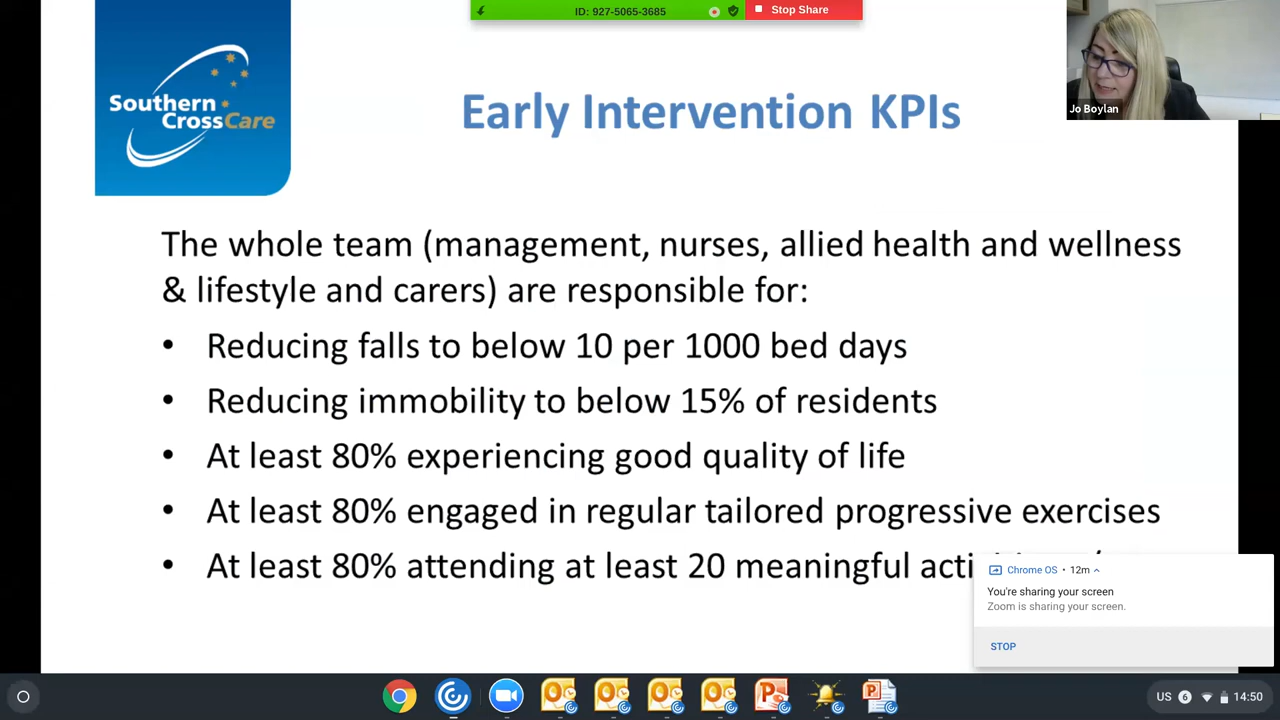 ID: 927-5065-3685
Stop Share
Southern
CrossCare
Early Intervention KPIs
Jo Boylan
The whole team (management, nurses, allied health and wellness
& lifestyle and carers) are responsible for:
• Reducing falls to below 10 per 1000 bed days
• Reducing immobility to below 15% of residents
• At least 80% experiencing good quality of life
• At least 80% engaged in regular tailored progressive exercises
• At least 80% attending at least 20 meaningful
Chrome OS • 12m
You're sharing your screen
Zoom is sharing your screen.
STOP
US 6 14:50